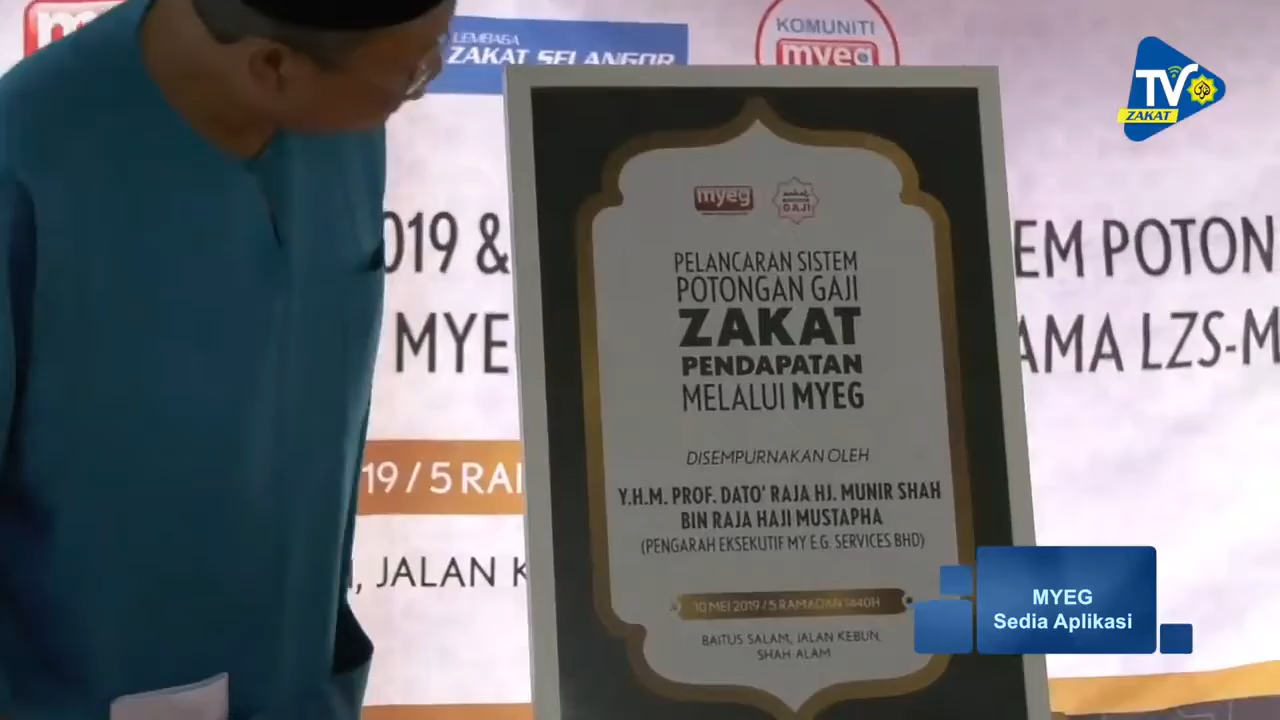 myeg
LEMBAGA
ZAKAT SELANGOR
KOMUNITI
myeg
TV
ZAKAT
019 &
EM POTON
MYE
AMA LZS-M
19 / 5 RA
, JALAN K
myeg
GAJI
PELANCARAN SISTEM
POTONGAN GAJI
ZAKAT
PENDAPATAN
MELALUI MYEG
DISEMPURNAKAN OLEH
Y.H.M. PROF. DATO' RAJA HJ. MUNIR SHAH
BIN RAJA HAJI MUSTAPHA
(PENGARAH EKSEKUTIF MY E.G. SERVICES BHD)
10 MEI 2019 / 5 RAMADAN 1440H
BAITUS SALAM, JALAN KEBUN,
SHAH ALAM
MYEG
Sedia Aplikasi